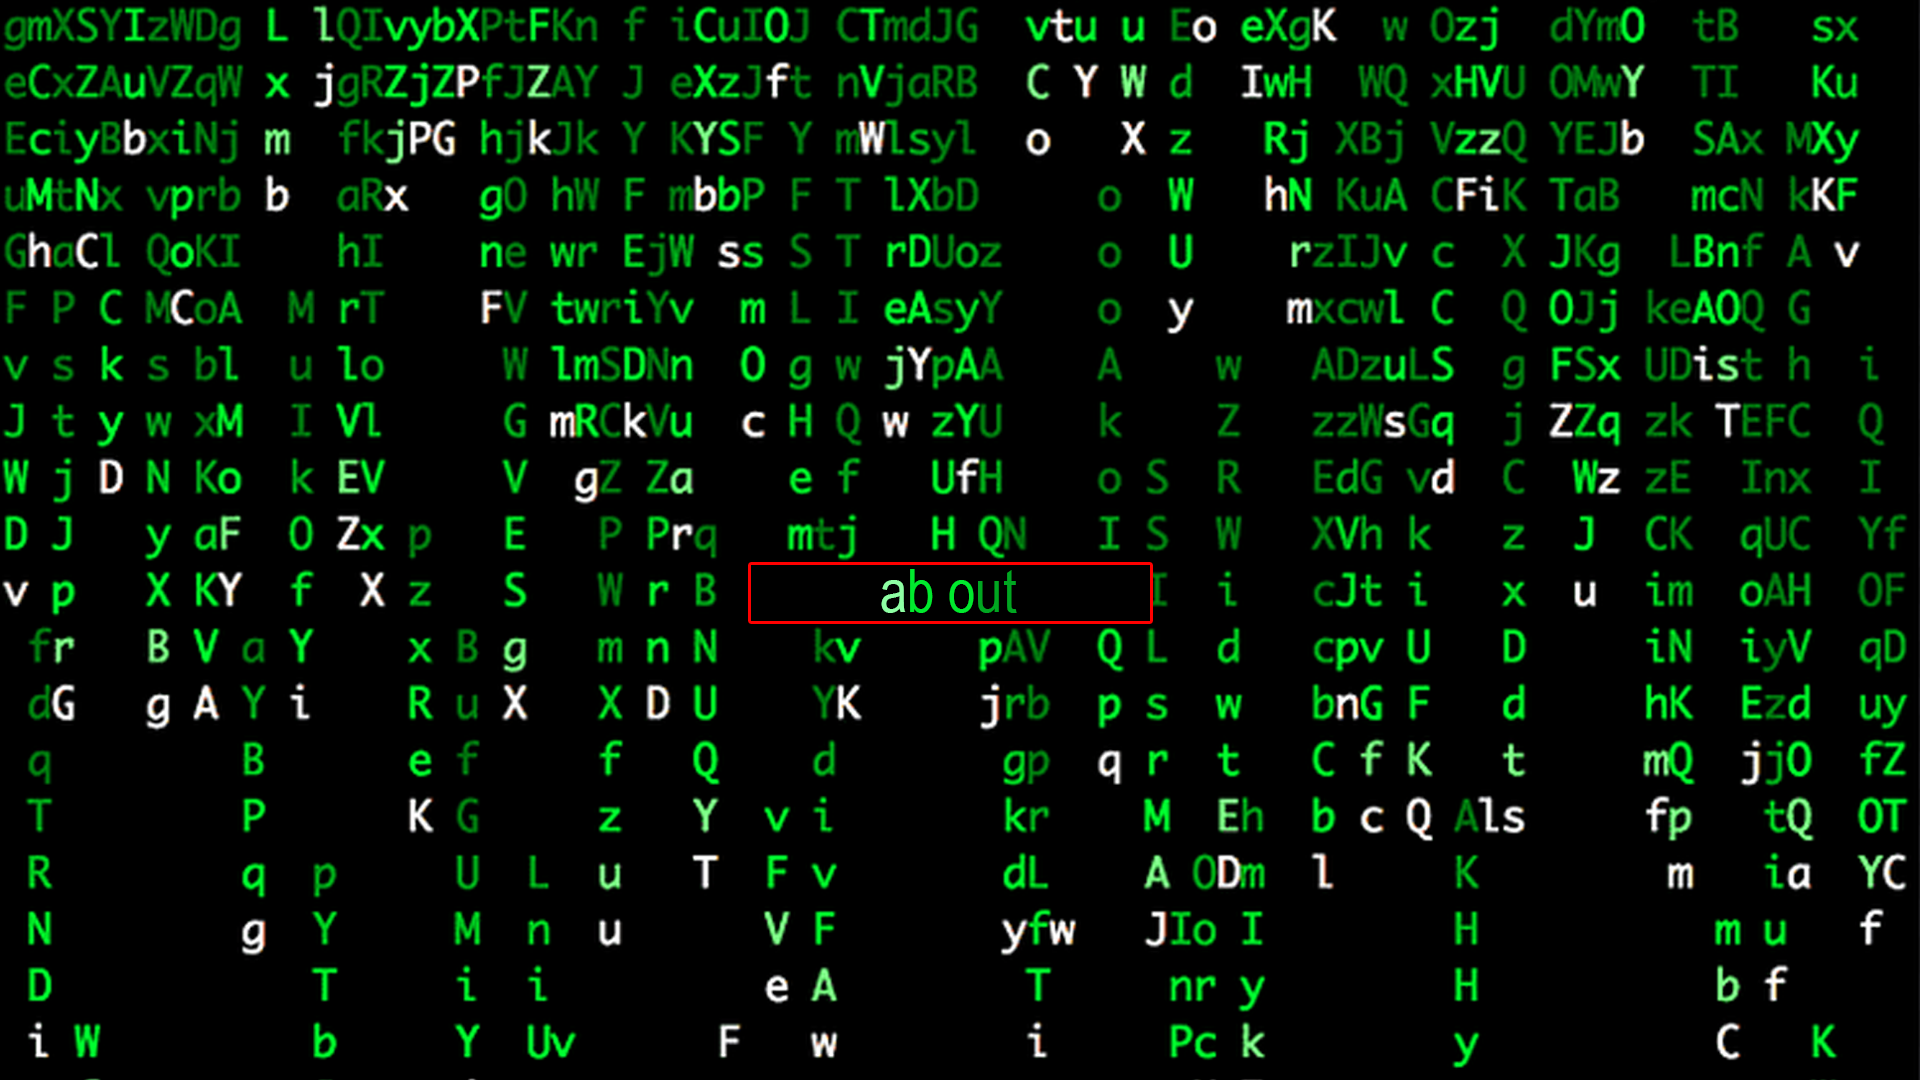 gmXSYIzWDg L lQIvybXPtFKn f iCuIOJ CTmdJG vtu u Eo eXgK w Ozj dYmO tB sx
eCxZAuVZqW x jgRZjZPfJZAY J eXzJft nVjaRB C Y W d IwH WQ xHVU OMwY TI Ku
EciyBbxiNj m fkjPG hjkJk Y KYSF Y mWlsyl o X z Rj XBj VzzQ YEJb SAx MXy
uMtNx vprb b aRx gO hW F mbbP F T lXbD o W hN KuA CFiK TaB mcN kKF
GhaCl QoKI hI ne wr EjW ss S T rDUoz o U rzIJv c X JKg LBnf A v
F P C MCoA M rT FV twriYv m L I eAsyY o y mxcwl C Q OJj keAOQ G
v s k s bl u lo W lmSDNn O g w jYpAA A w ADzuLS g FSx UDist h i
J t y w xM I Vl G mRCkVu c H Q w zYU k Z zzWsGq j ZZq zk TEFC Q
W j D N Ko k EV V gZ Za e f UfH o S R EdG vd C Wz zE Inx I
D J y aF O Zx p E P Prq mtj H QN I S W XVh k z J CK qUC Yf
v p X KY f X z S W r B ab out I i cJt i x u im oAH OF
fr B V a Y x B g m n N kv pAV Q L d cpv U D iN iyV qD
dG g A Y i R u X X D U YK jrb p s w bnG F d hK Ezd uy
q B e f f Q d gp q r t C f K t mQ jjO fZ
T P K G z Y v i kr M Eh b c Q Als fp tQ OT
R q p U L u T F v dL A ODm l K m ia YC
N g Y M n u V F yfw JIo I H m u f
D T i i e A T nr y H b f
i W b Y Uv F w i Pc k y C K